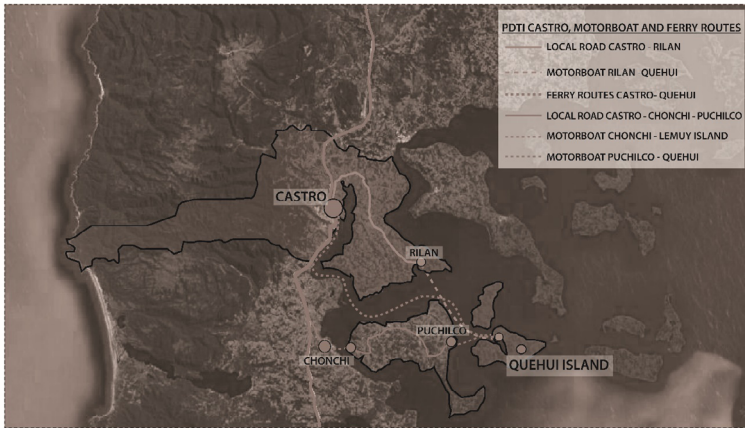 PDTI CASTRO, MOTORBOAT AND FERRY ROUTES
LOCAL ROAD CASTRO - RILAN
MOTORBOAT RILAN QUEHUI
FERRY ROUTES CASTRO- QUEHUI
LOCAL ROAD CASTRO - CHONCHI - PUCHILCO
MOTORBOAT CHONCHI - LEMUY ISLAND
MOTORBOAT PUCHILCO - QUEHUI
CASTRO
RILAN
PUCHILCO
CHONCHI
QUEHUI ISLAND